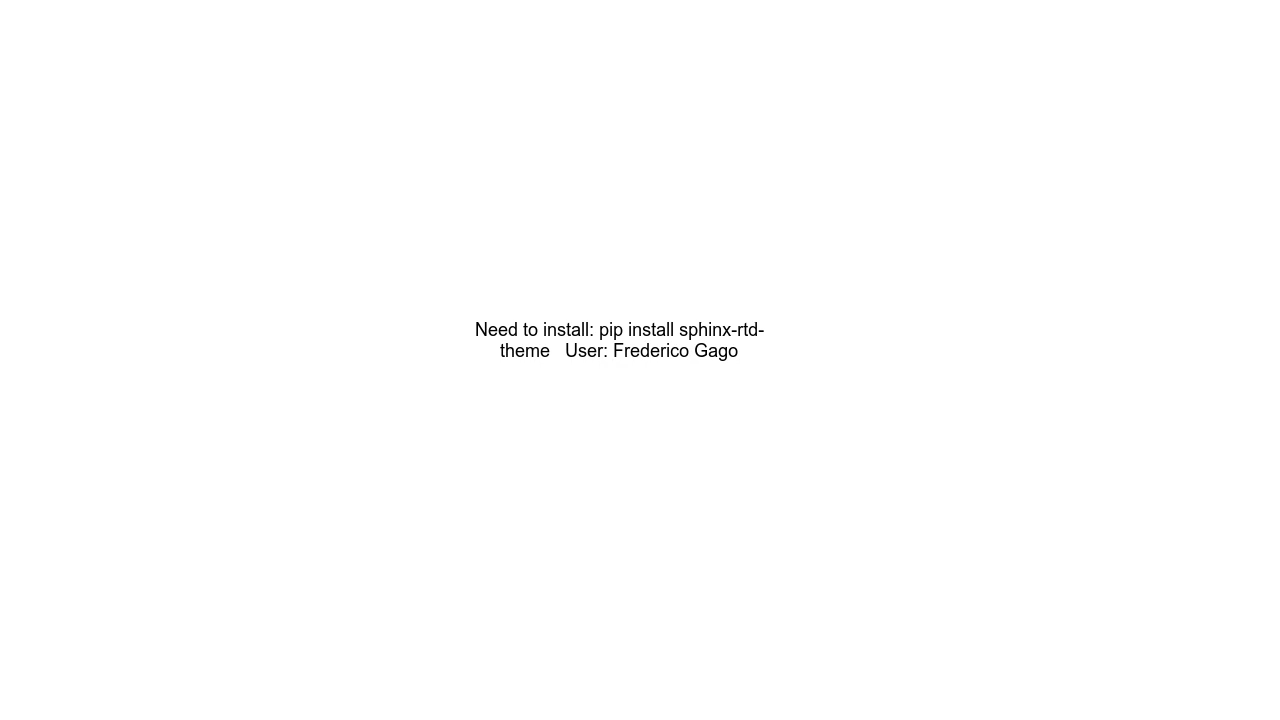 Need to install: pip install sphinx-rtd-
theme   User: Frederico Gago